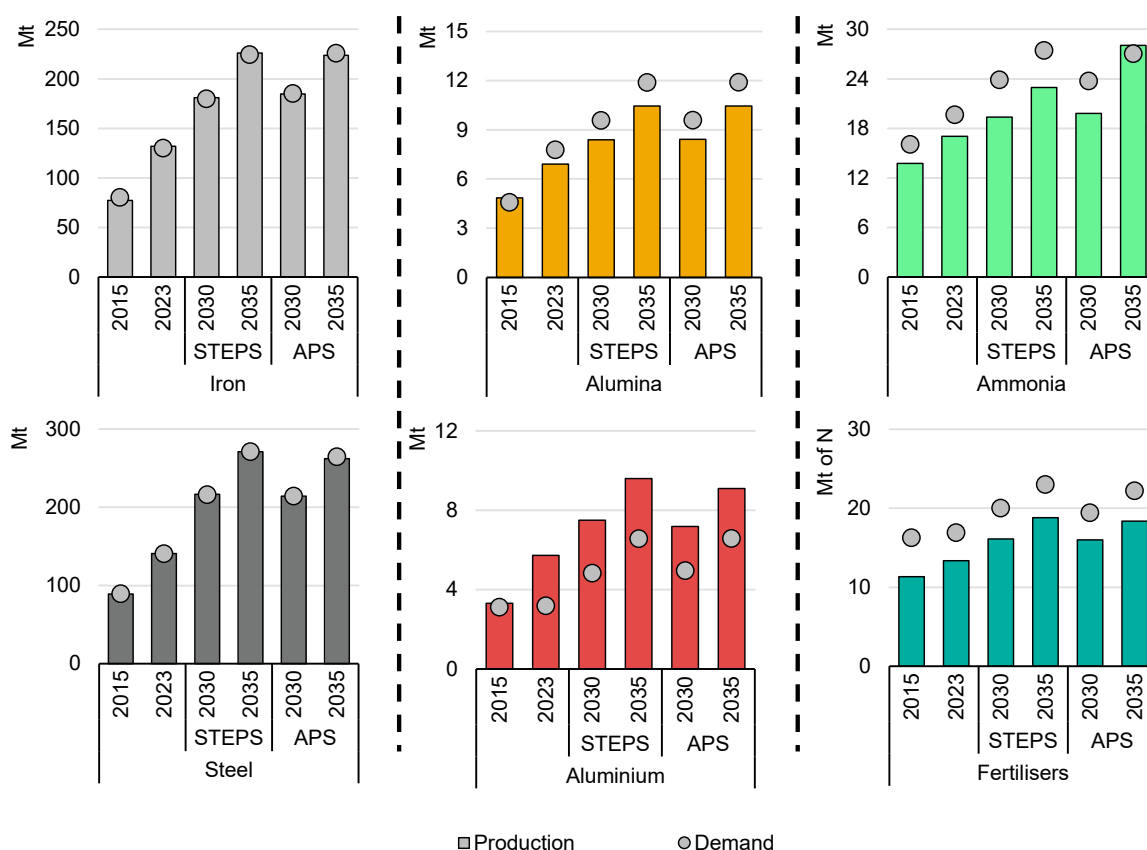 Mt
250
200
150
100
50
0
2015 2023 2030 2035 2030 2035
STEPS APS
Iron
Mt
15
12
9
6
3
0
2015 2023 2030 2035 2030 2035
STEPS APS
Alumina
Mt
30
24
18
12
6
0
2015 2023 2030 2035 2030 2035
STEPS APS
Ammonia
Mt
300
200
100
0
2015 2023 2030 2035 2030 2035
STEPS APS
Steel
Mt
12
8
4
0
2015 2023 2030 2035 2030 2035
STEPS APS
Aluminium
Mt of N
30
20
10
0
2015 2023 2030 2035 2030 2035
STEPS APS
Fertilisers
Production Demand